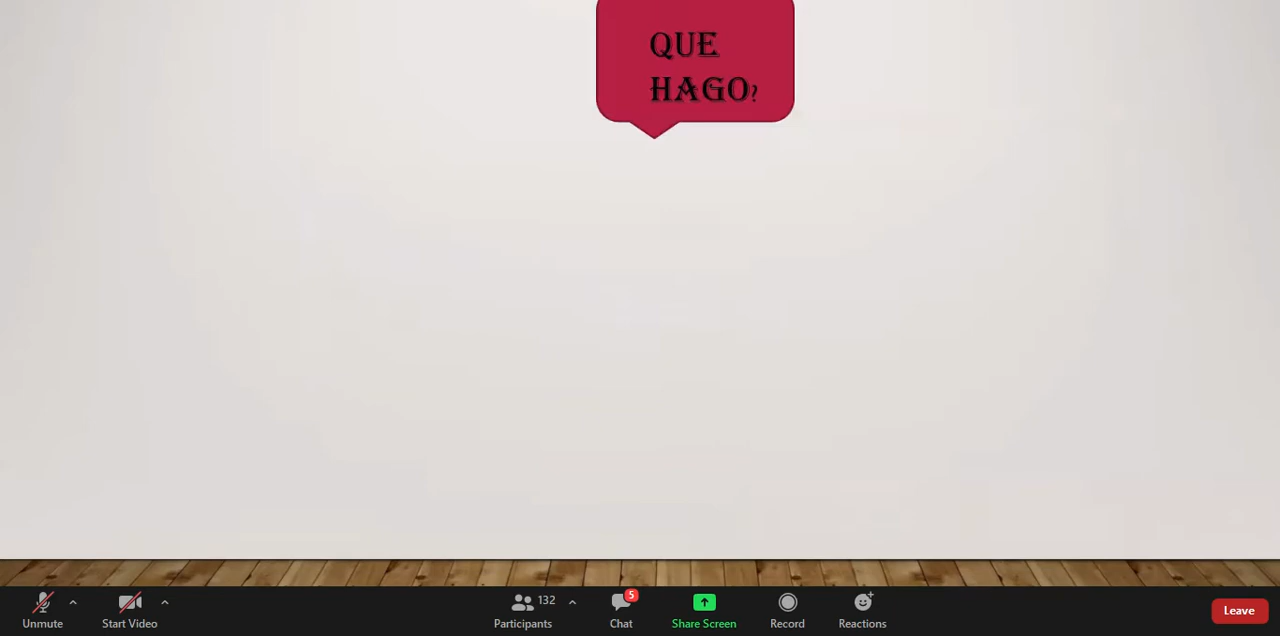 QUE
HAGO?
132
5
Unmute
Start Video
Participants
Chat
Share Screen
Record
Reactions
Leave